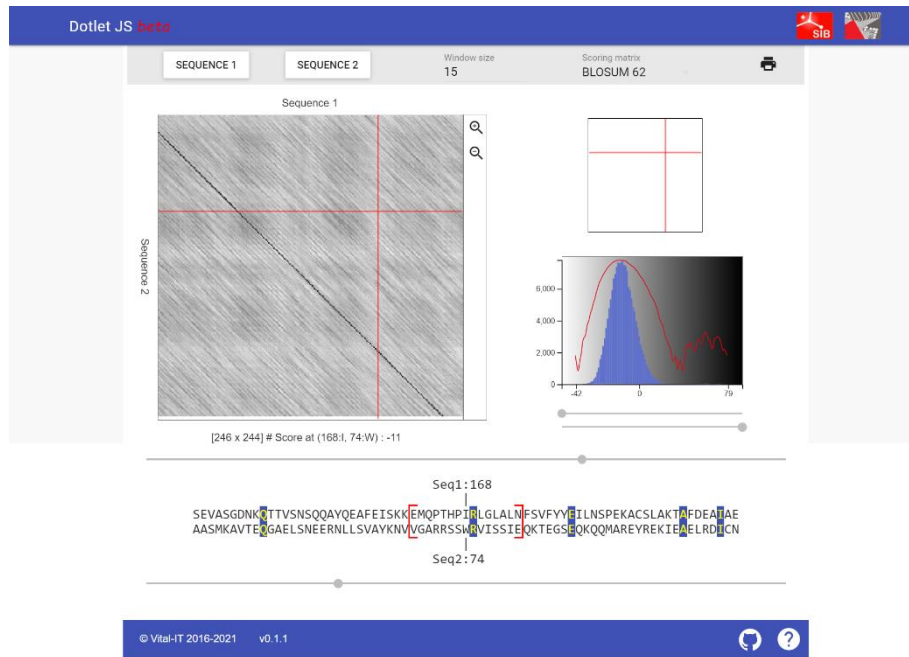 Dotlet JS beta
SiB
SEQUENCE 1 SEQUENCE 2 Window size Scoring matrix
15 BLOSUM 62
Sequence 1
Sequence 2
6,000
4,000
2,000
0
-42 0 79
[246 x 244] # Score at (168:I, 74:W) : -11
Seq1:168
SEVASGDNKQTTVSNSQQAYQEAFEISKKEMQPTHPIRLGLALNFSVFYYEILNSPEKACSLAKTAFDEAIAE
AASMKAVTEQGAELSNEERNLLSVAYKNVVGARRSSWRVISSIEQKTEGSEQKQQMAREYREKIEAELRDICN
Seq2:74
© Vital-IT 2016-2021 v0.1.1
?